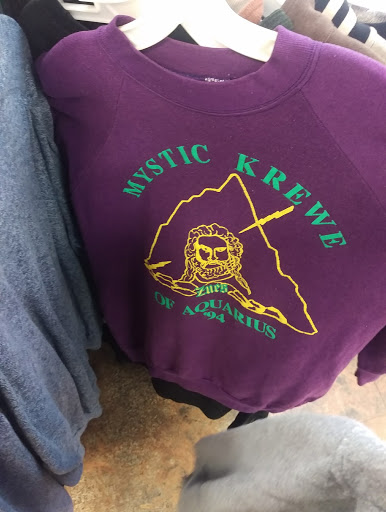 MYSTIC KREWE
zues
OF AQUARIUS
'94